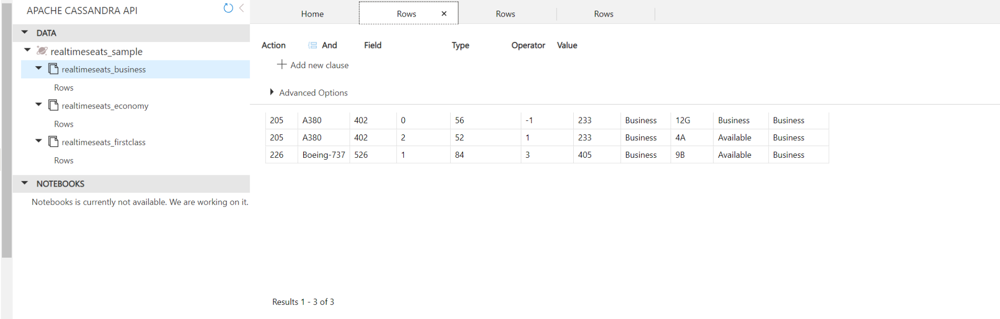 APACHE CASSANDRA API
DATA
realtimeseats_sample
realtimeseats_business
Rows
realtimeseats_economy
Rows
realtimeseats_firstclass
Rows
NOTEBOOKS
Notebooks is currently not available. We are working on it.
Home Rows Rows Rows
Action And Field Type Operator Value
Add new clause
Advanced Options
205 A380 402 0 56 -1 233 Business 12G Business Business
205 A380 402 2 52 1 233 Business 4A Available Business
226 Boeing-737 526 1 84 3 405 Business 9B Available Business
Results 1 - 3 of 3